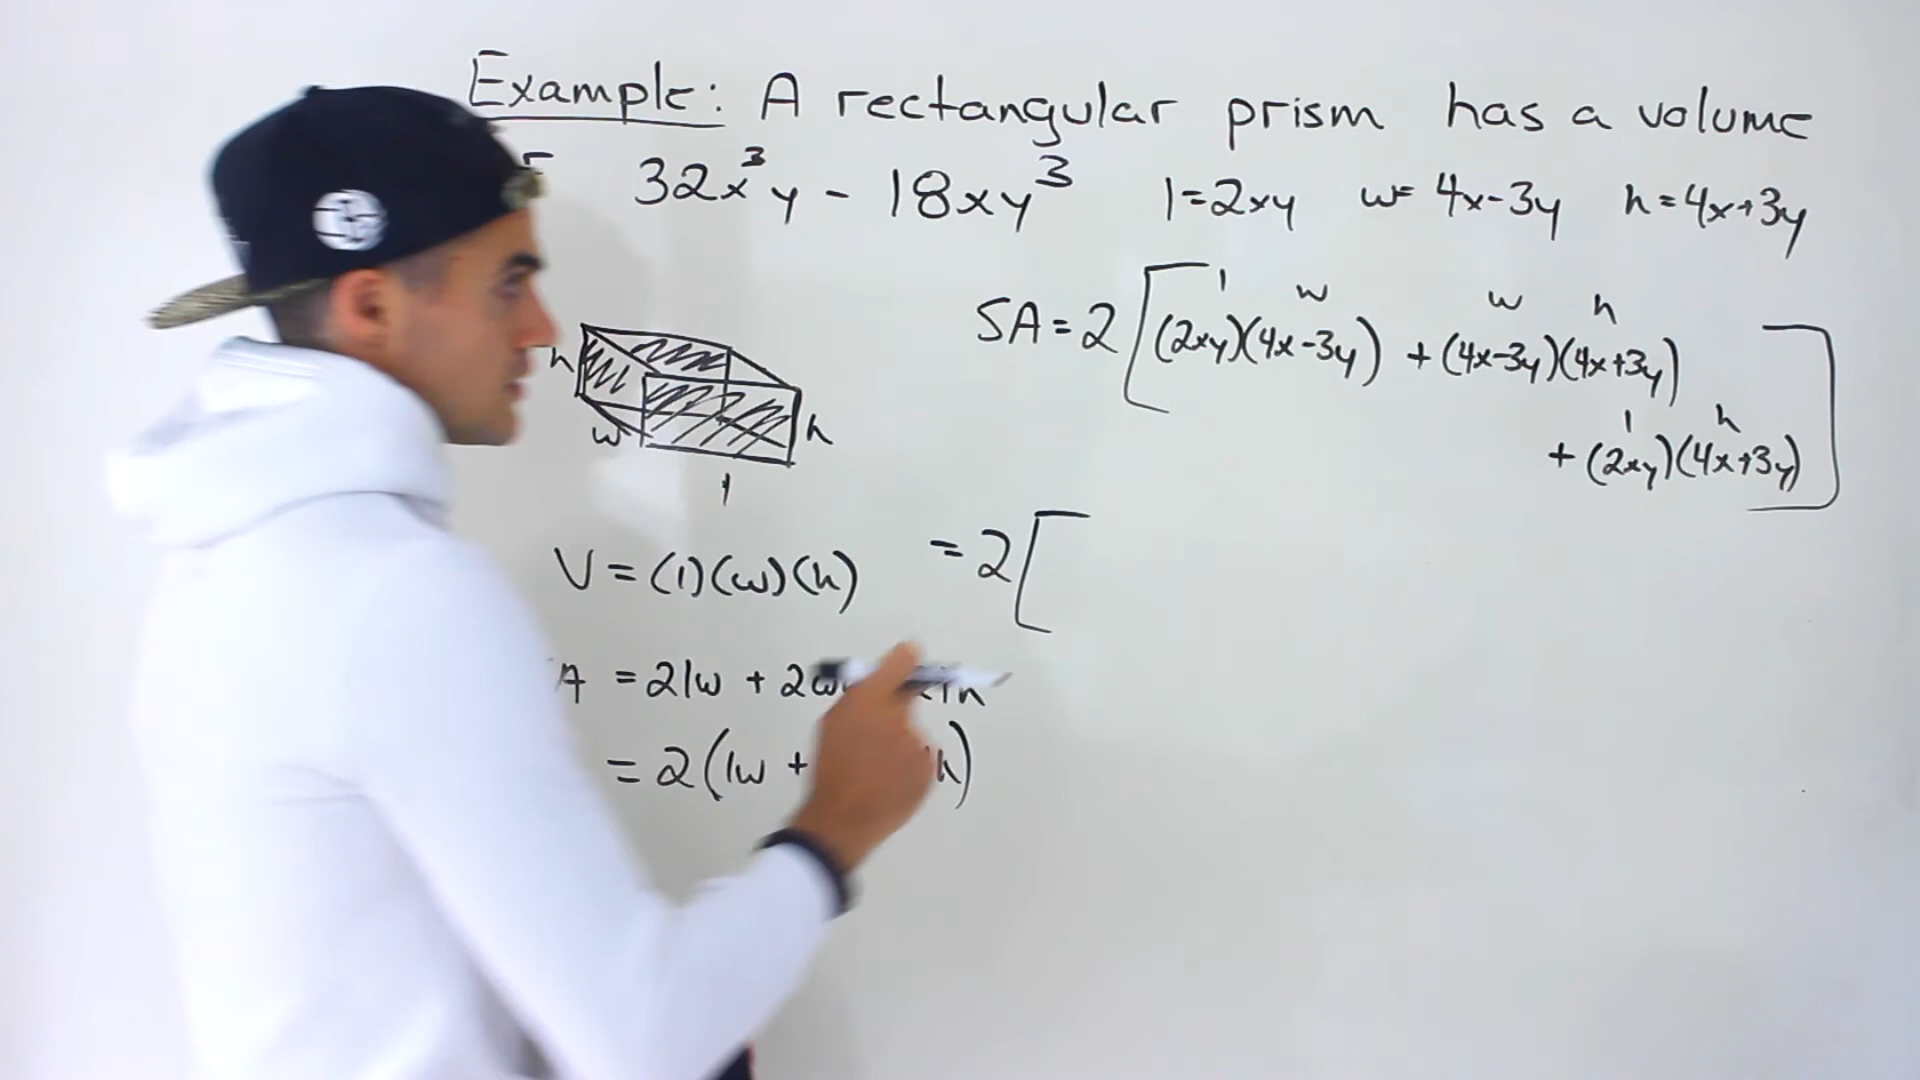 Example: A rectangular prism has a volume
32x³y - 18xy³ l=2xy w= 4x-3y h=4x+3y
l w w h
SA=2[(2xy)(4x-3y) + (4x-3y)(4x+3y)
l h
+ (2xy)(4x+3y)]
h
w
h
l
V = (l)(w)(h)
= 2[
A = 2lw + 2w
= 2(lw + h)